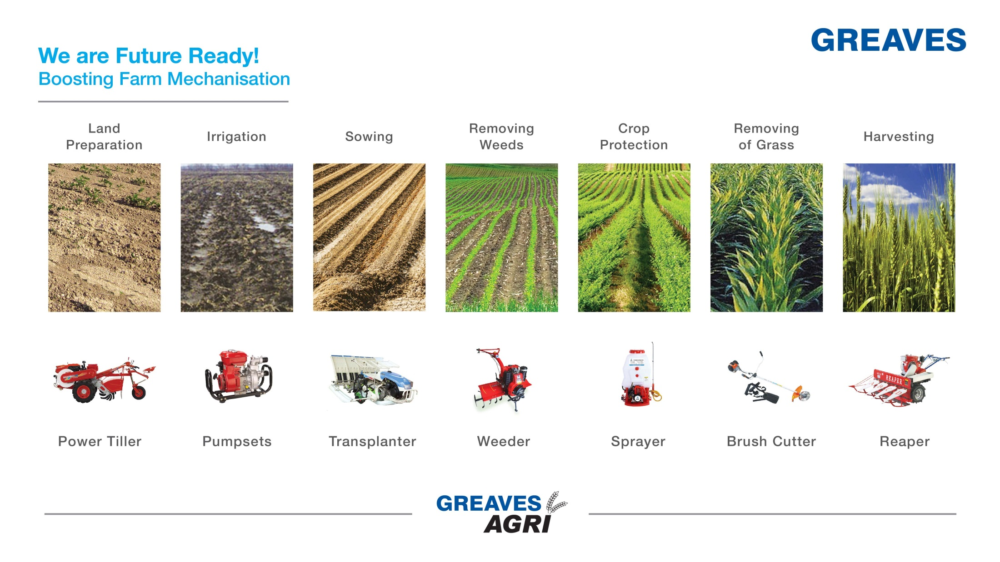 GREAVES
We are Future Ready!
Boosting Farm Mechanisation
Land
Preparation
Irrigation
Sowing
Removing
Weeds
Crop
Protection
Removing
of Grass
Harvesting
REAPER
Power Tiller
Pumpsets
Transplanter
Weeder
Sprayer
Brush Cutter
Reaper
GREAVES
AGRI